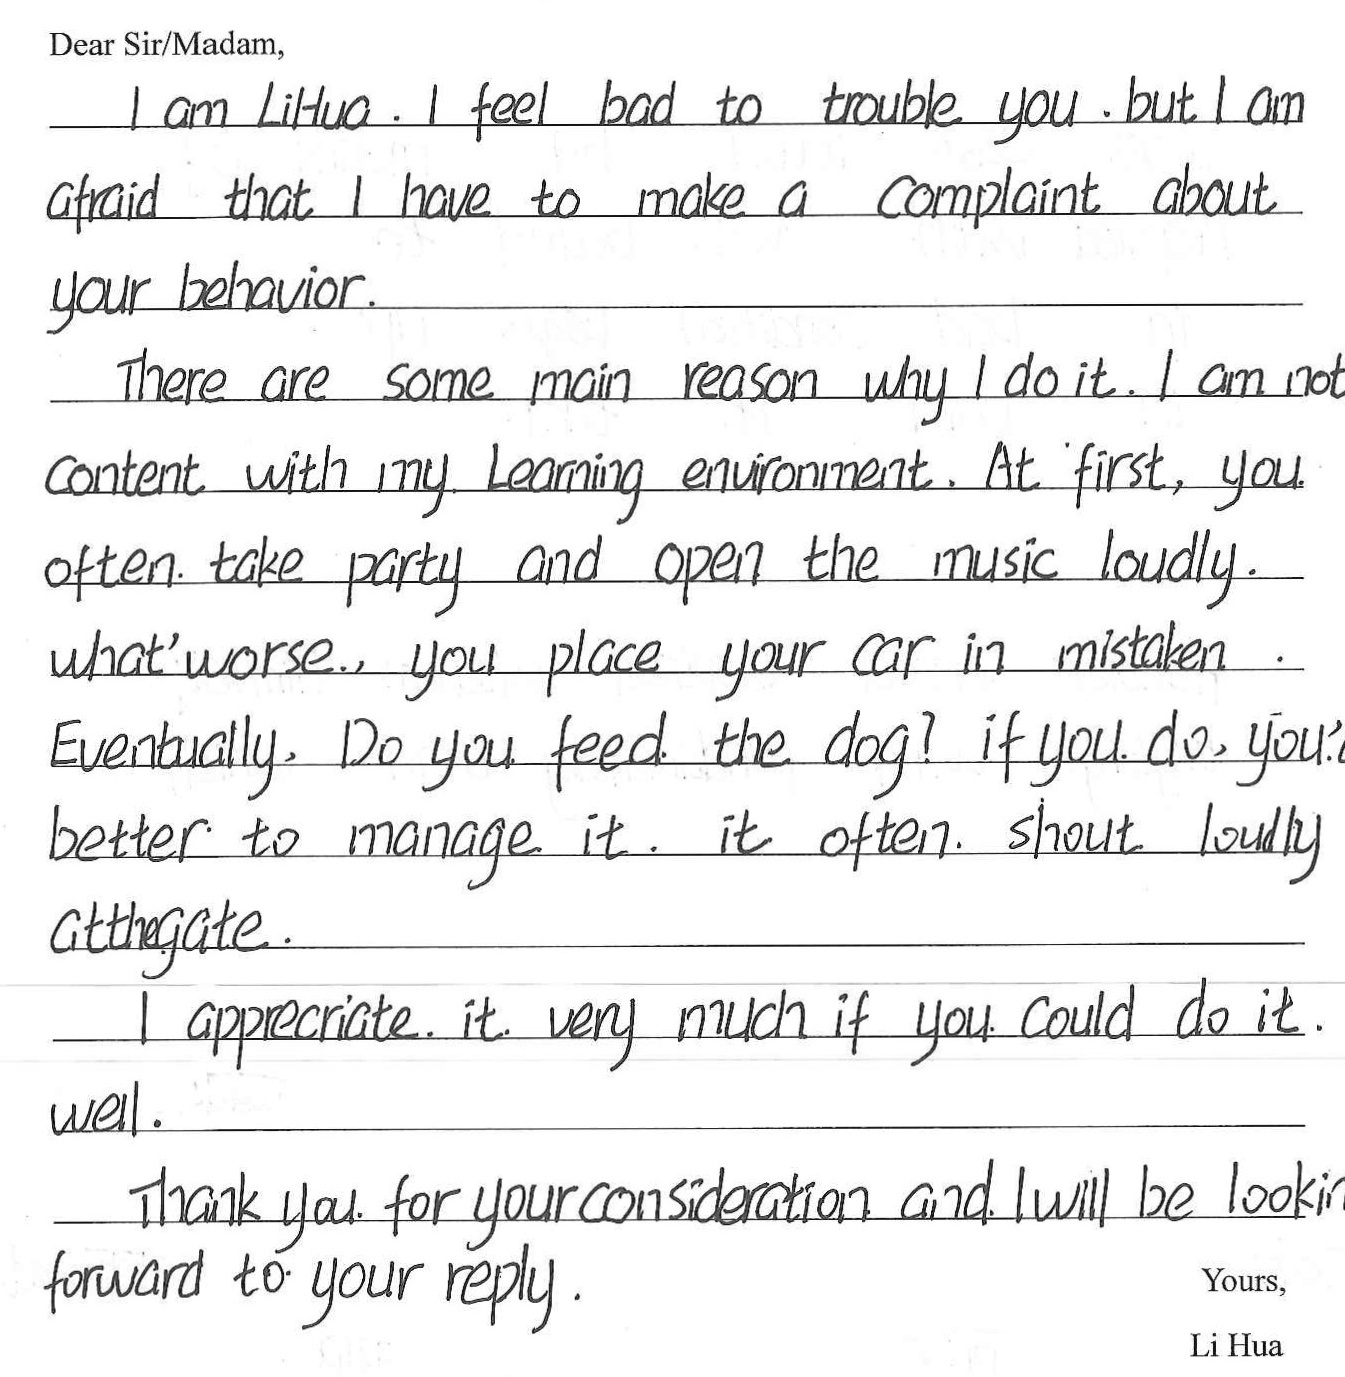 Dear Sir/Madam,
I am LiHua. I feel bad to trouble you. but I am
afraid that I have to make a complaint about
your behavior.
There are some main reason why I do it. I am not
content with my Learning environment. At first, you
often take party and open the music loudly.
what'worse., you place your car in mistaken.
Eventually, Do you feed the dog? if you do, you'
better to manage it. it often. shout loudly
atthegate.
I apprecriate. it. very much if you could do it.
well.
Thank you for your consideration and I will be lookin
forward to your reply.
Yours,
Li Hua